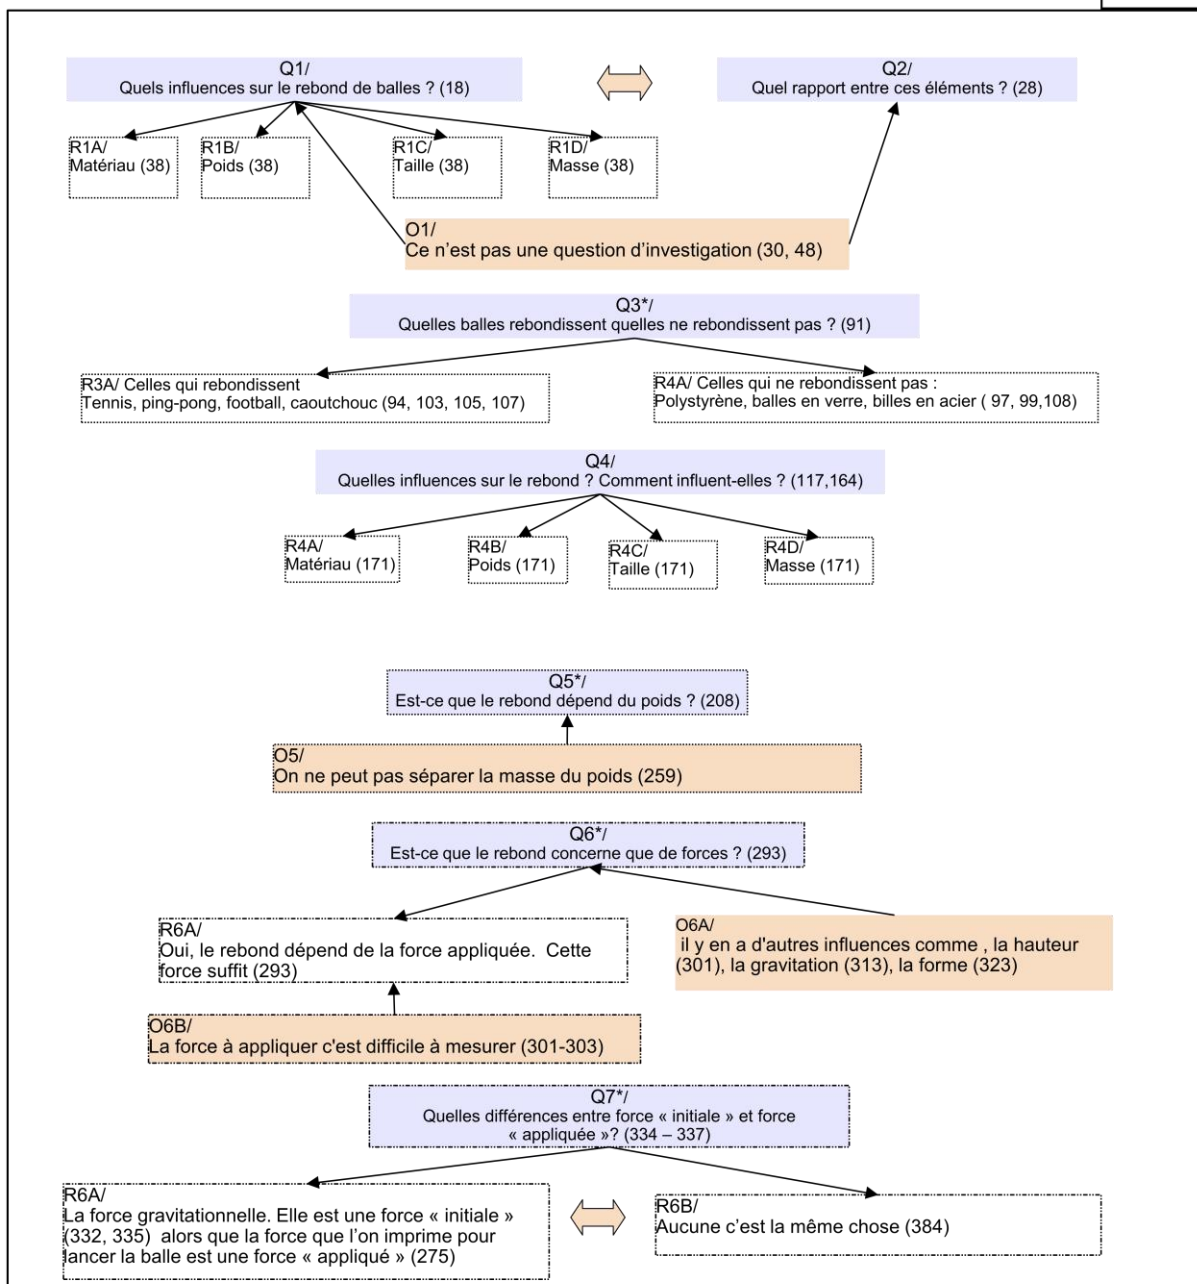 Q1/
Quels influences sur le rebond de balles ? (18)
Q2/
Quel rapport entre ces éléments ? (28)
R1A/
Matériau (38)
R1B/
Poids (38)
R1C/
Taille (38)
R1D/
Masse (38)
O1/
Ce n’est pas une question d’investigation (30, 48)
Q3*/
Quelles balles rebondissent quelles ne rebondissent pas ? (91)
R3A/ Celles qui rebondissent
Tennis, ping-pong, football, caoutchouc (94, 103, 105, 107)
R4A/ Celles qui ne rebondissent pas :
Polystyrène, balles en verre, billes en acier ( 97, 99,108)
Q4/
Quelles influences sur le rebond ? Comment influent-elles ? (117,164)
R4A/
Matériau (171)
R4B/
Poids (171)
R4C/
Taille (171)
R4D/
Masse (171)
Q5*/
Est-ce que le rebond dépend du poids ? (208)
O5/
On ne peut pas séparer la masse du poids (259)
Q6*/
Est-ce que le rebond concerne que de forces ? (293)
R6A/
Oui, le rebond dépend de la force appliquée. Cette
force suffit (293)
O6A/
il y en a d'autres influences comme , la hauteur
(301), la gravitation (313), la forme (323)
O6B/
La force à appliquer c'est difficile à mesurer (301-303)
Q7*/
Quelles différences entre force « initiale » et force
« appliquée »? (334 – 337)
R6A/
La force gravitationnelle. Elle est une force « initiale »
(332, 335) alors que la force que l’on imprime pour
lancer la balle est une force « appliqué » (275)
R6B/
Aucune c’est la même chose (384)